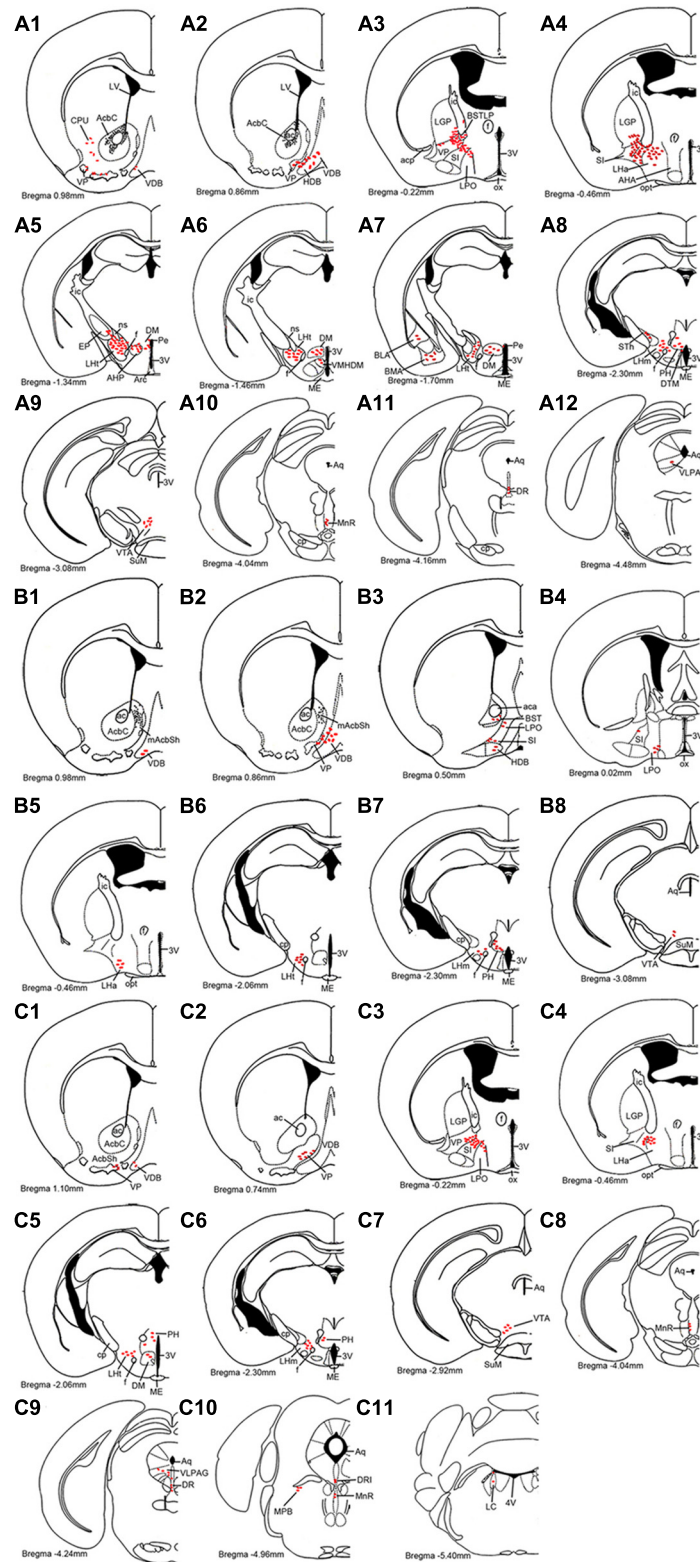 A1
LV
CPU
AcbC
VP
VDB
Bregma 0.98mm
A2
LV
AcbC
VP
HDB
VDB
Bregma 0.86mm
A3
ic
LGP
BSTLP
f
VP
SI
acp
3V
LPO
ox
Bregma -0.22mm
A4
ic
LGP
f
SI
3V
LHa
AHA
opt
Bregma -0.46mm
A5
ic
ns
f
DM
EP
Pe
LHt
3V
AHP
Arc
Bregma -1.34mm
A6
ic
ns
LHt
DM
3V
f
VMHDM
ME
Bregma -1.46mm
A7
ic
f
Pe
BLA
3V
BMA
LHt
DM
ME
Bregma -1.70mm
A8
STh
LHm
3V
f
PH
DTM
ME
Bregma -2.30mm
A9
3V
VTA
SuM
Bregma -3.08mm
A10
Aq
MnR
cp
Bregma -4.04mm
A11
Aq
DR
cp
Bregma -4.16mm
A12
Aq
VLPA
Bregma -4.48mm
B1
ac
AcbC
mAcbSh
VDB
Bregma 0.98mm
B2
ac
AcbC
mAcbSh
VDB
VP
Bregma 0.86mm
B3
aca
BST
LPO
SI
HDB
Bregma 0.50mm
B4
SI
3V
LPO
ox
Bregma 0.02mm
B5
ic
f
3V
LHa
opt
Bregma -0.46mm
B6
cp
3V
LHt
f
ME
Bregma -2.06mm
B7
cp
LHm
3V
f
PH
ME
Bregma -2.30mm
B8
Aq
SuM
VTA
Bregma -3.08mm
C1
ac
AcbC
AcbSh
VDB
VP
Bregma 1.10mm
C2
ac
VDB
VP
Bregma 0.74mm
C3
ic
LGP
f
VP
SI
3V
LPO
ox
Bregma -0.22mm
C4
ic
LGP
f
SI
LHa
opt
Bregma -0.46mm
C5
PH
cp
3V
LHt
f
DM
ME
Bregma -2.06mm
C6
cp
PH
LHm
3V
f
ME
Bregma -2.30mm
C7
Aq
VTA
SuM
Bregma -2.92mm
C8
Aq
MnR
cp
Bregma -4.04mm
C9
Aq
VLPAG
DR
Bregma -4.24mm
C10
Aq
DRI
MPB
MnR
Bregma -4.96mm
C11
LC
4V
Bregma -5.40mm